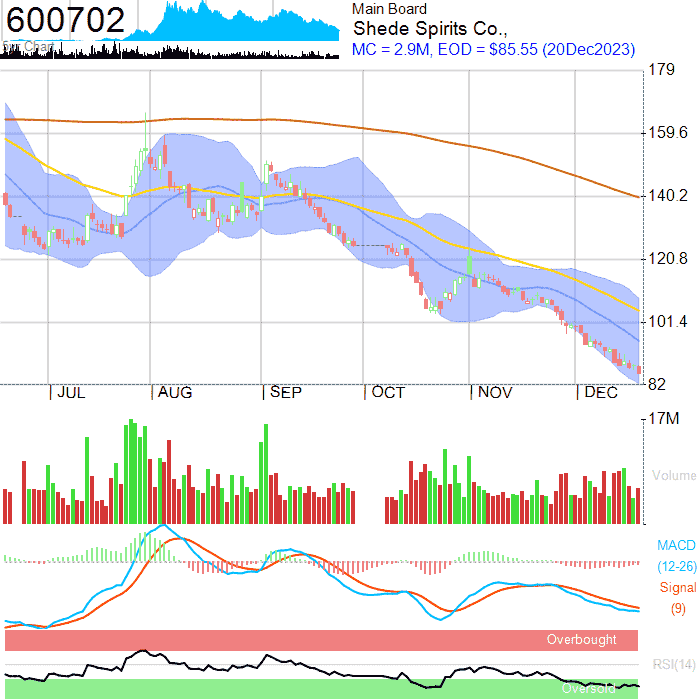 600702
5yr Chart
Main Board
Shede Spirits Co.,
MC = 2.9M, EOD = $85.55 (20Dec2023)
179
159.6
140.2
120.8
101.4
82
JUL AUG SEP OCT NOV DEC
17M
Volume
MACD
(12-26)
Signal
(9)
Overbought
RSI(14)
Oversold